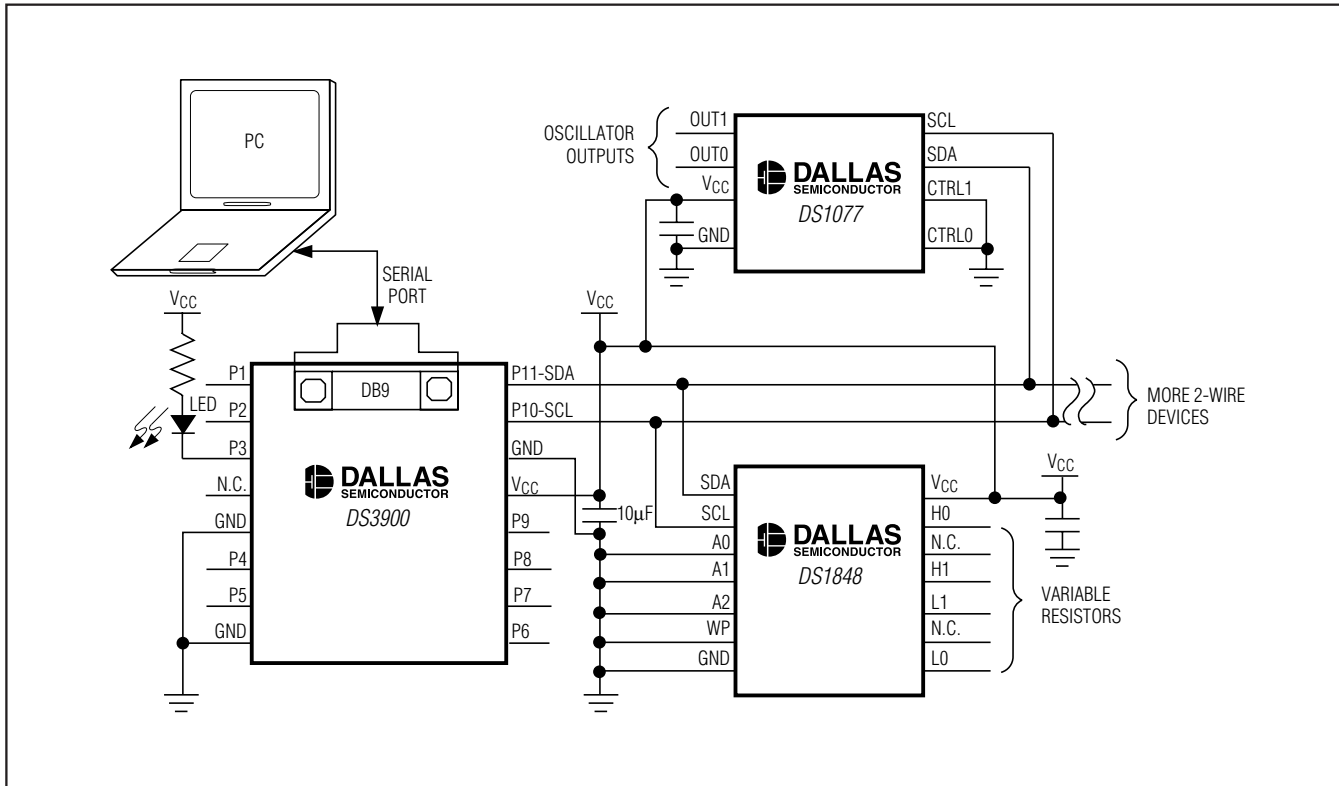 PC
SERIAL
PORT
VCC
LED
P1
P2
P3
N.C.
GND
P4
P5
GND
DB9
DALLAS
SEMICONDUCTOR
DS3900
P11-SDA
P10-SCL
GND
VCC
P9
P8
P7
P6
VCC
10µF
OSCILLATOR
OUTPUTS
OUT1
OUT0
VCC
GND
DALLAS
SEMICONDUCTOR
DS1077
SCL
SDA
CTRL1
CTRL0
MORE 2-WIRE
DEVICES
SDA
SCL
A0
A1
A2
WP
GND
DALLAS
SEMICONDUCTOR
DS1848
VCC
H0
N.C.
H1
L1
N.C.
L0
VCC
VARIABLE
RESISTORS